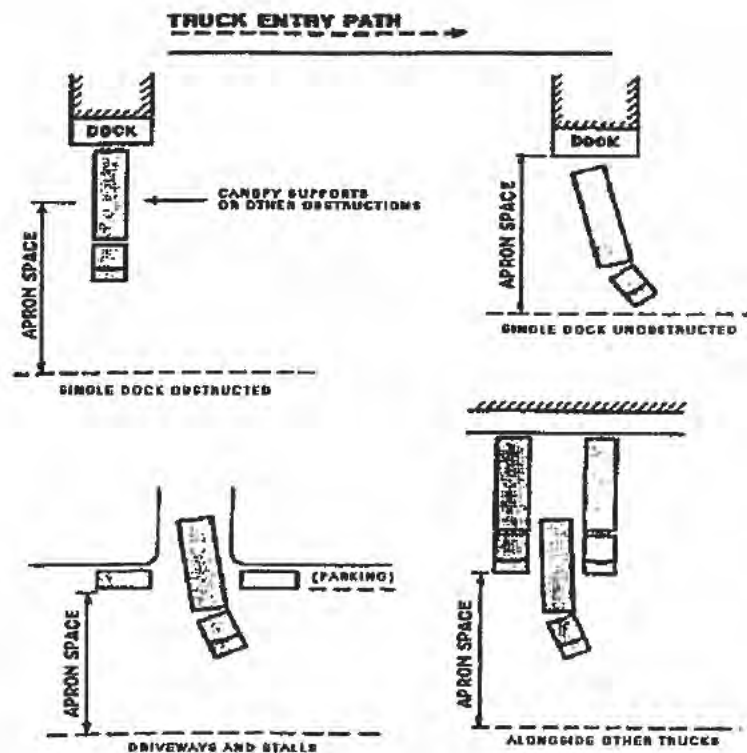 TRUCK ENTRY PATH
DOCK
DOCK
CANOPY SUPPORTS
OR OTHER OBSTRUCTIONS
APRON SPACE
APRON SPACE
SINGLE DOCK UNOBSTRUCTED
SINGLE DOCK OBSTRUCTED
(PARKING)
APRON SPACE
APRON SPACE
DRIVEWAYS AND STALLS
ALONGSIDE OTHER TRUCKS